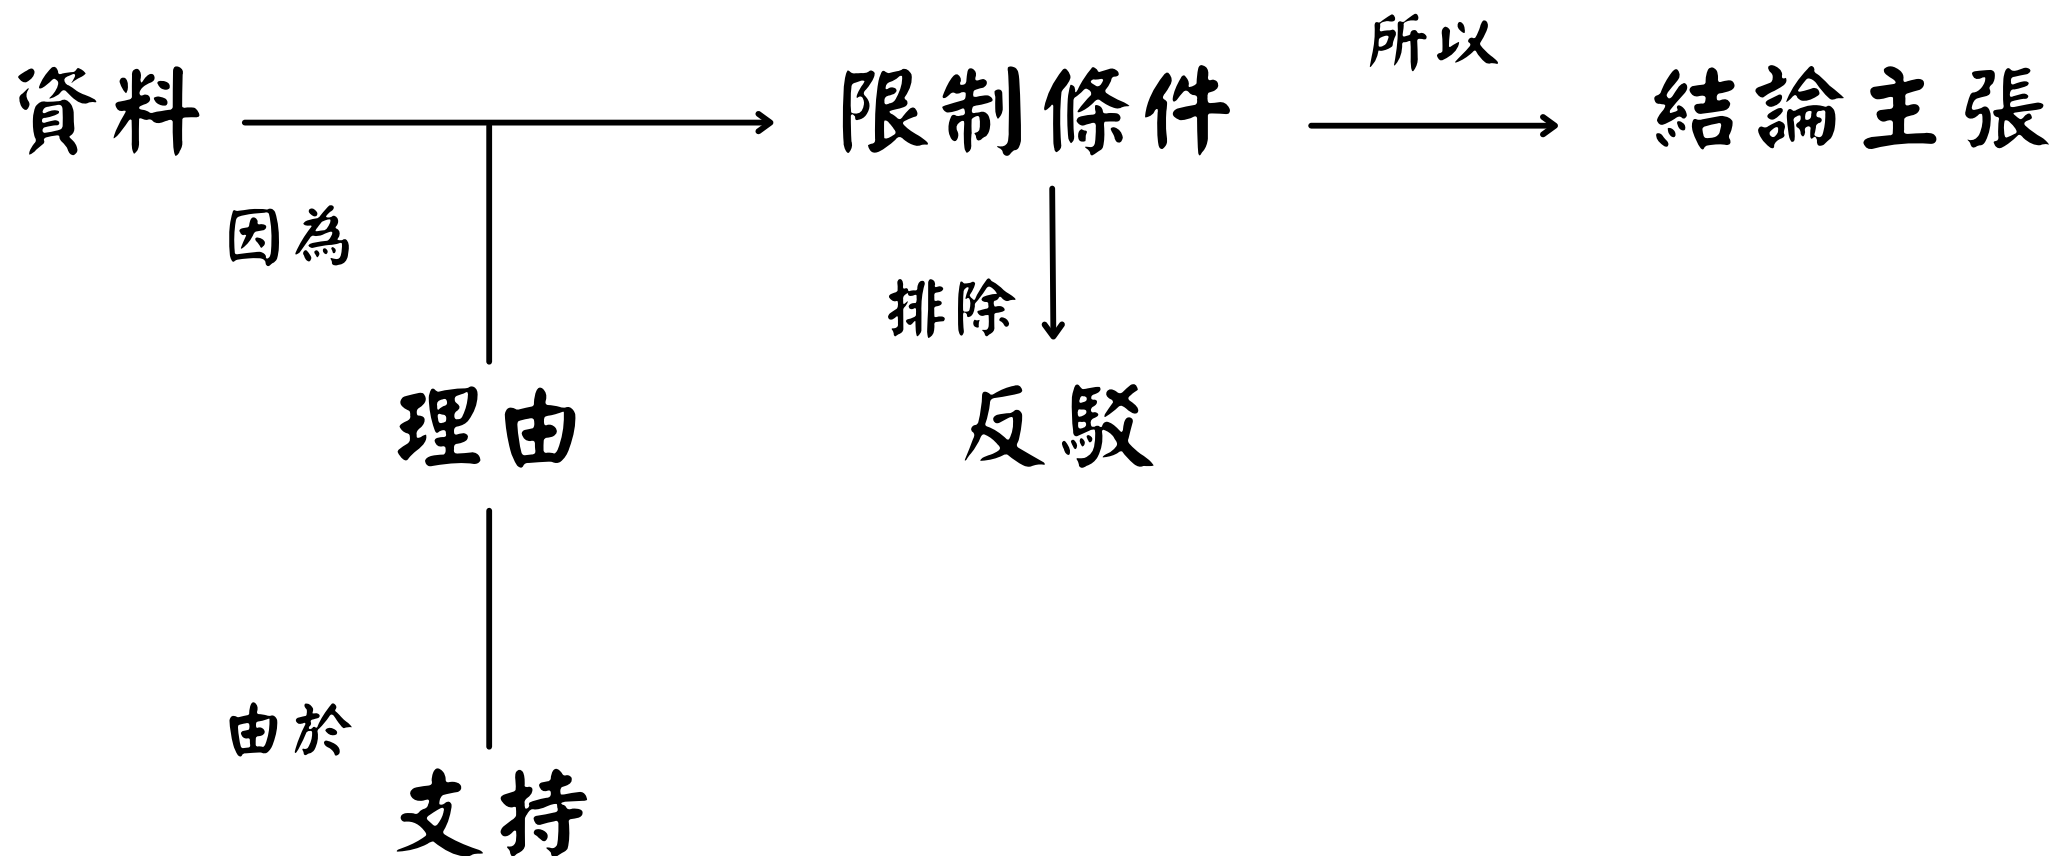 所以
資料
限制條件
結論主張
因為
排除
理由
反駁
由於
支持